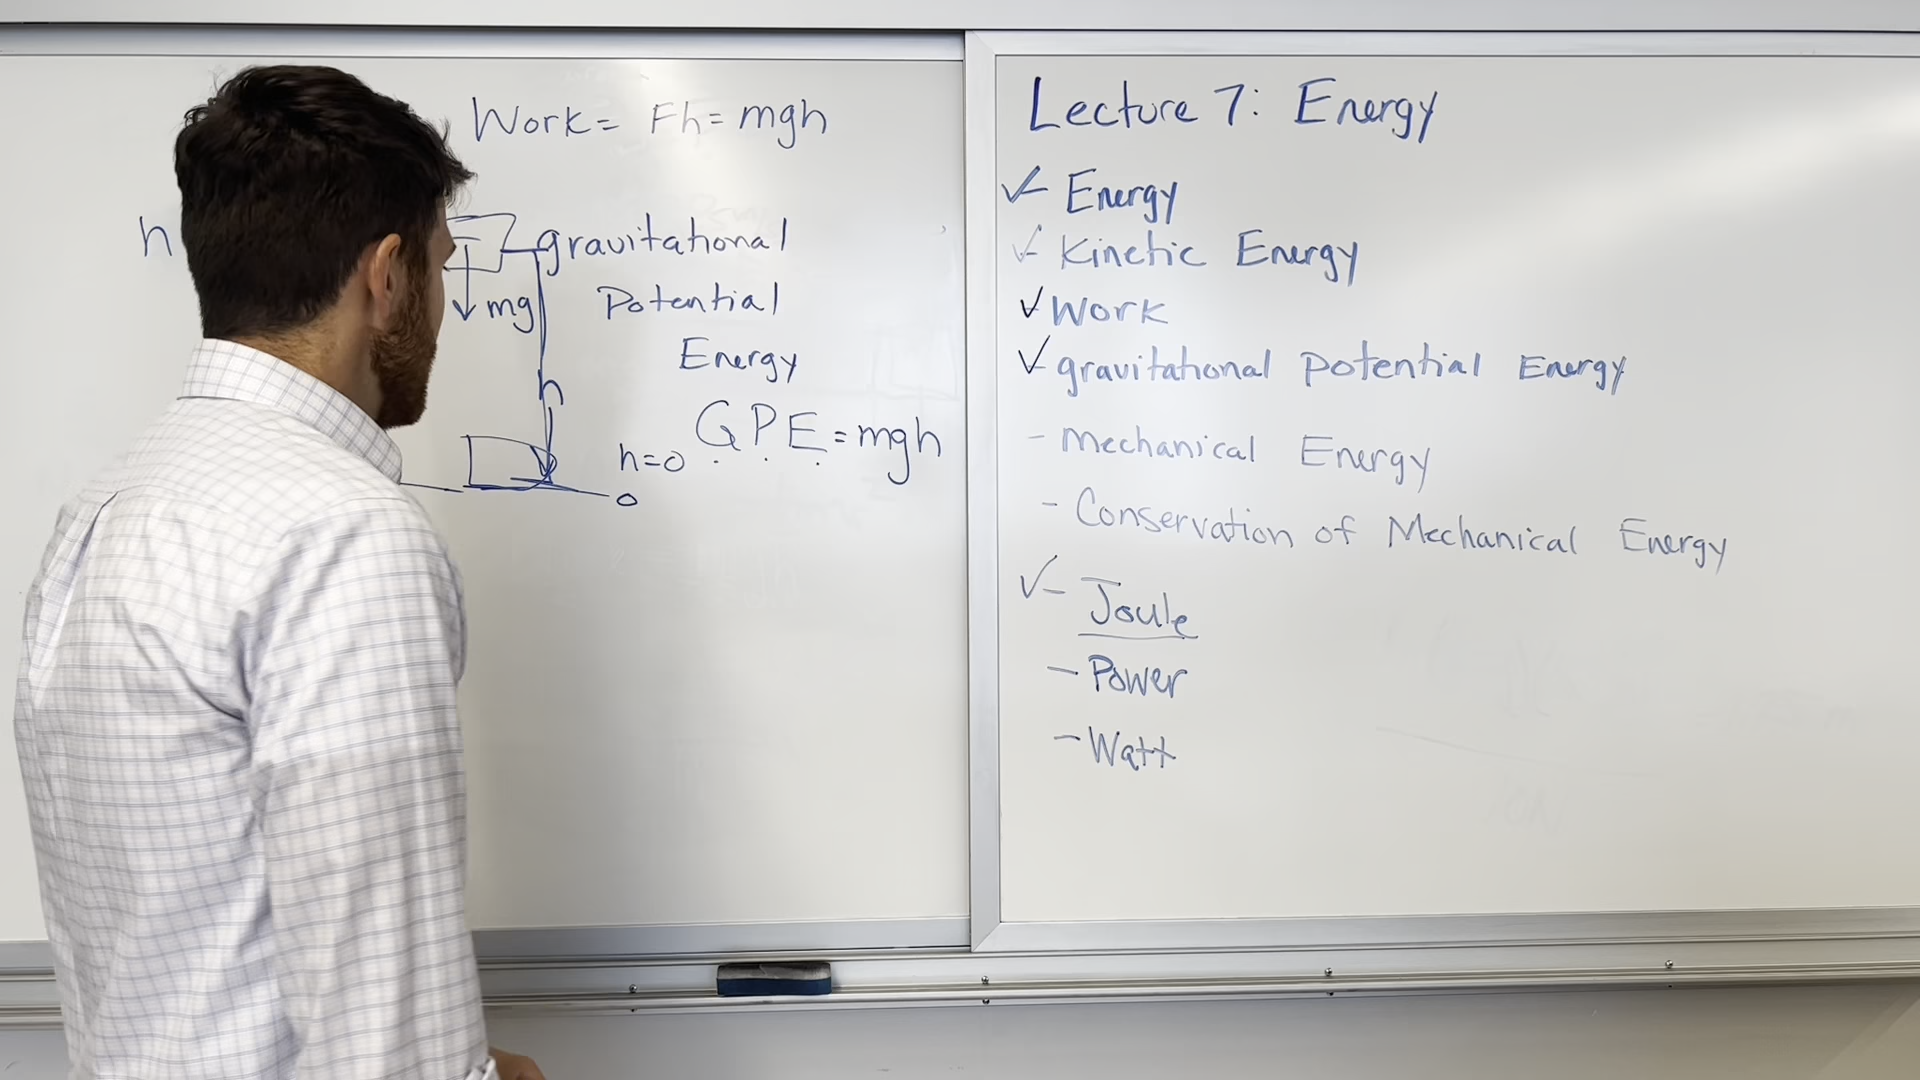 Work = Fh = mgh
h
gravitational
mg
Potential
Energy
h
GPE = mgh
h=0
0
Lecture 7: Energy
✓- Energy
✓- Kinetic Energy
✓ Work
✓ gravitational potential Energy
- Mechanical Energy
- Conservation of Mechanical Energy
✓- Joule
- Power
- Watt